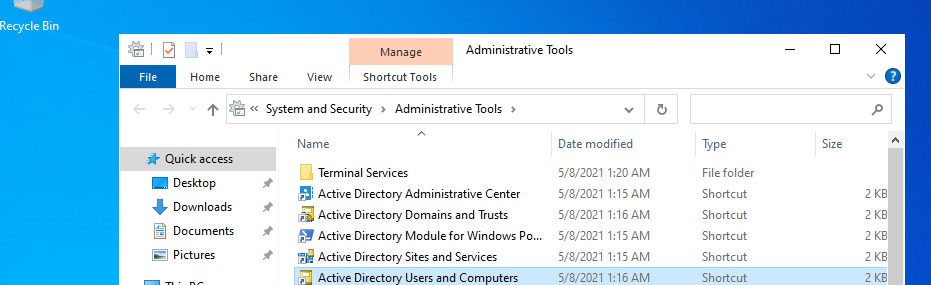 Recycle Bin
Manage
Administrative Tools
File
Home
Share
View
Shortcut Tools
System and Security
Administrative Tools
Name
Date modified
Type
Size
Quick access
Desktop
Downloads
Documents
Pictures
Terminal Services 5/8/2021 1:20 AM File folder
Active Directory Administrative Center 5/8/2021 1:15 AM Shortcut 2 KB
Active Directory Domains and Trusts 5/8/2021 1:16 AM Shortcut 2 KB
Active Directory Module for Windows Po... 5/8/2021 1:15 AM Shortcut 2 KB
Active Directory Sites and Services 5/8/2021 1:15 AM Shortcut 2 KB
Active Directory Users and Computers 5/8/2021 1:16 AM Shortcut 2 KB